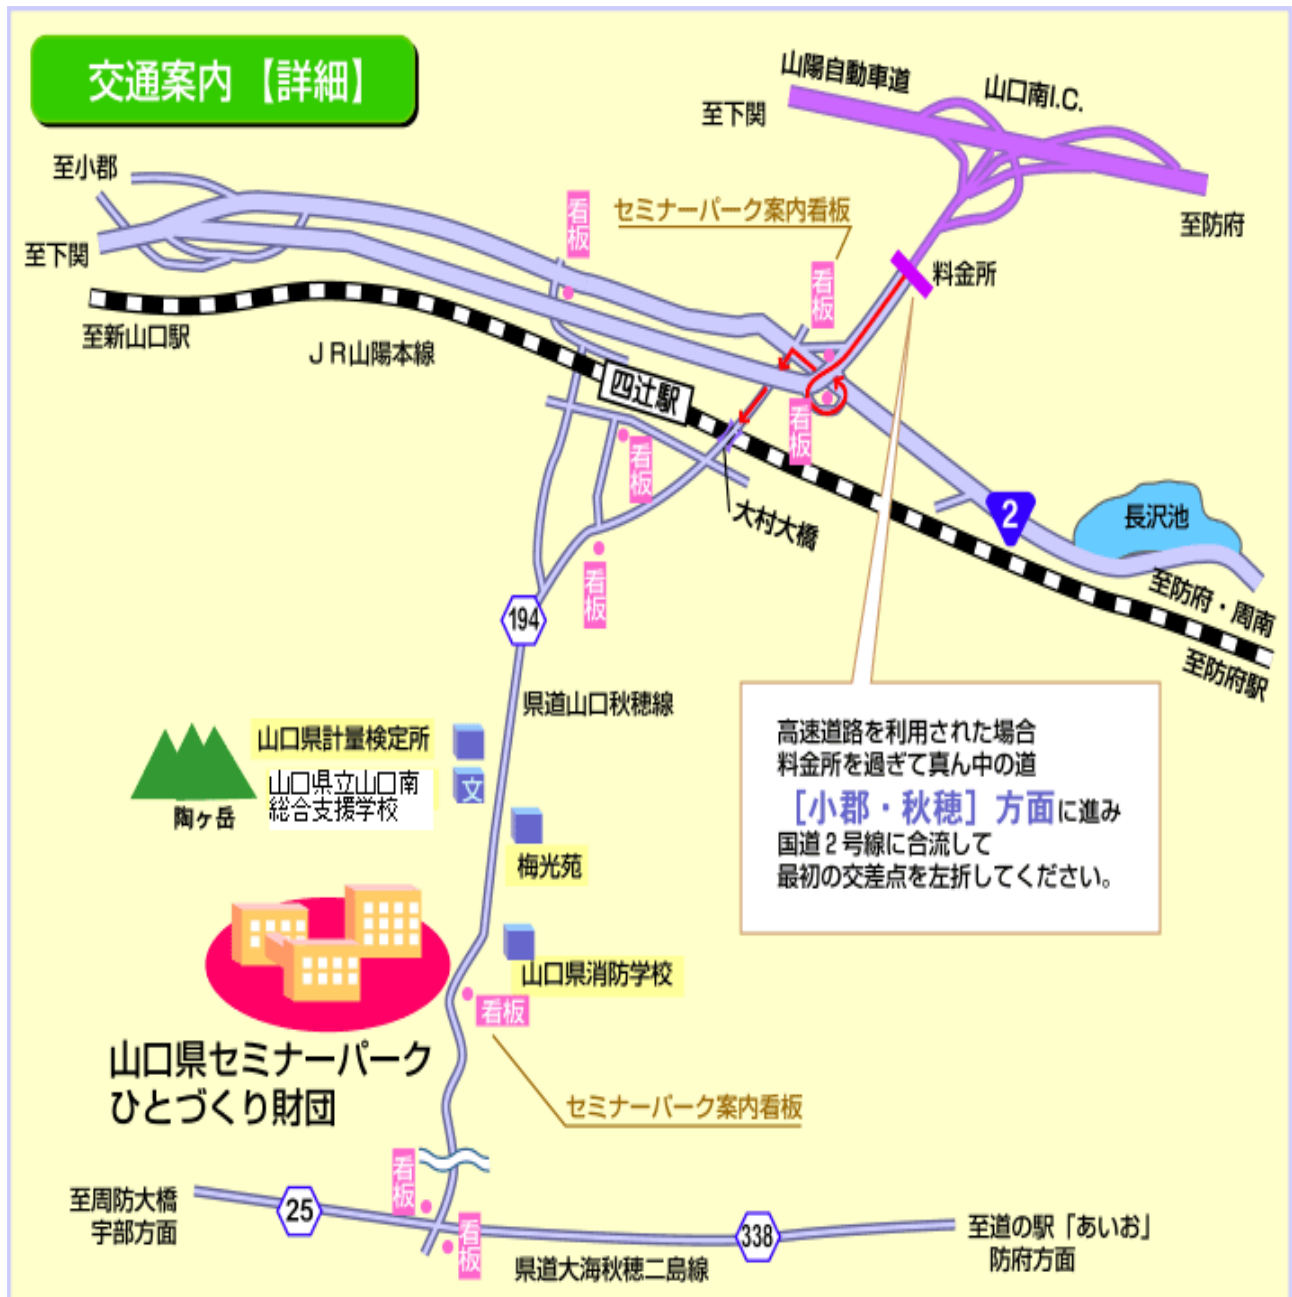 交通案内【詳細】
山陽自動車道
山口南I.C.
至下関
至防府
至小郡
至下関
看板
セミナーパーク案内看板
看板
料金所
至新山口駅
ＪＲ山陽本線
四辻駅
看板
看板
大村大橋
2
長沢池
至防府・周南
至防府駅
看板
194
県道山口秋穂線
高速道路を利用された場合
料金所を過ぎて真ん中の道
［小郡・秋穂］方面に進み
国道２号線に合流して
最初の交差点を左折してください。
山口県計量検定所
文
山口県立山口南
総合支援学校
陶ヶ岳
梅光苑
山口県消防学校
看板
山口県セミナーパーク
ひとづくり財団
セミナーパーク案内看板
看板
至周防大橋
宇部方面
25
看板
338
県道大海秋穂二島線
至道の駅「あいお」
防府方面